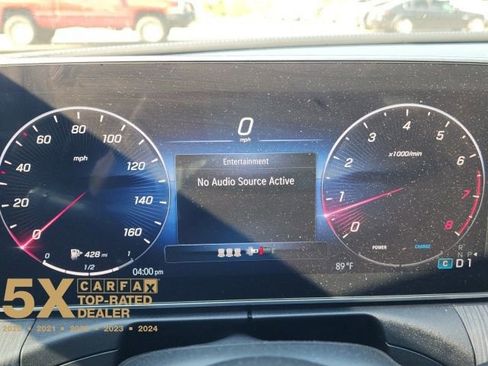 0 20 40 60 80 100 120 140 160
mph
428 mi
0 1/2 1
04:00 pm
0
mph
Entertainment
No Audio Source Active
0 1 2 3 4 5 6 7 8
x1000/min
POWER CHARGE
89°F
R
N P
C D1
5X CARFAX
TOP-RATED
DEALER
2021 2023 2024